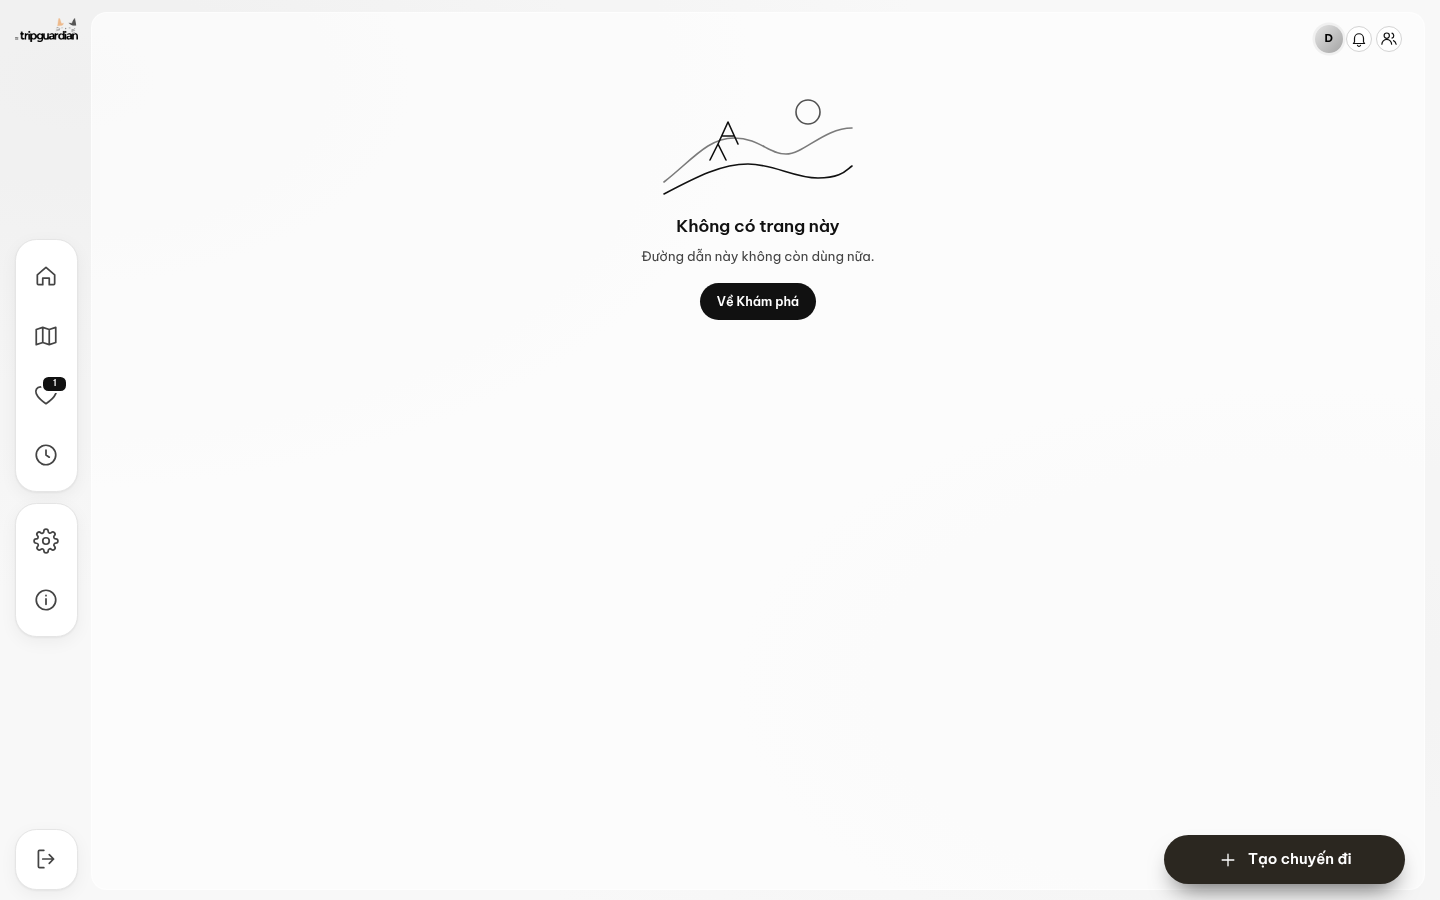 tripguardian
D
1
Không có trang này
Đường dẫn này không còn dùng nữa.
Về Khám phá
Tạo chuyến đi